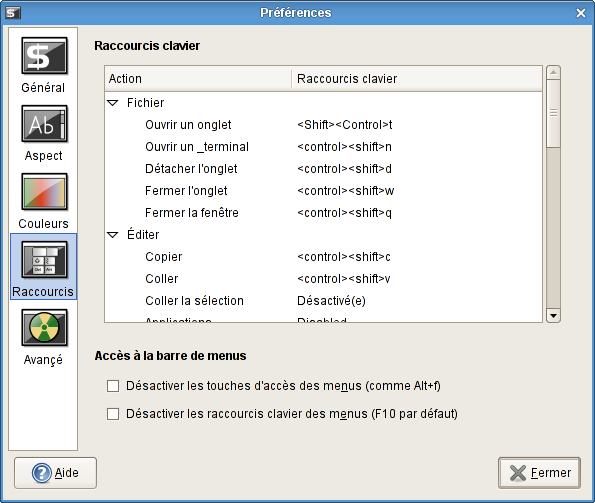 Préférences
Général
Aspect
Couleurs
Raccourcis
Avançé
Raccourcis clavier
Action Raccourcis clavier
Fichier
Ouvrir un onglet <Shift><Control>t
Ouvrir un _terminal <control><shift>n
Détacher l'onglet <control><shift>d
Fermer l'onglet <control><shift>w
Fermer la fenêtre <control><shift>q
Éditer
Copier <control><shift>c
Coller <control><shift>v
Coller la sélection Désactivé(e)
Applications Disabled
Accès à la barre de menus
Désactiver les touches d'accès des menus (comme Alt+f)
Désactiver les raccourcis clavier des menus (F10 par défaut)
Aide
Fermer